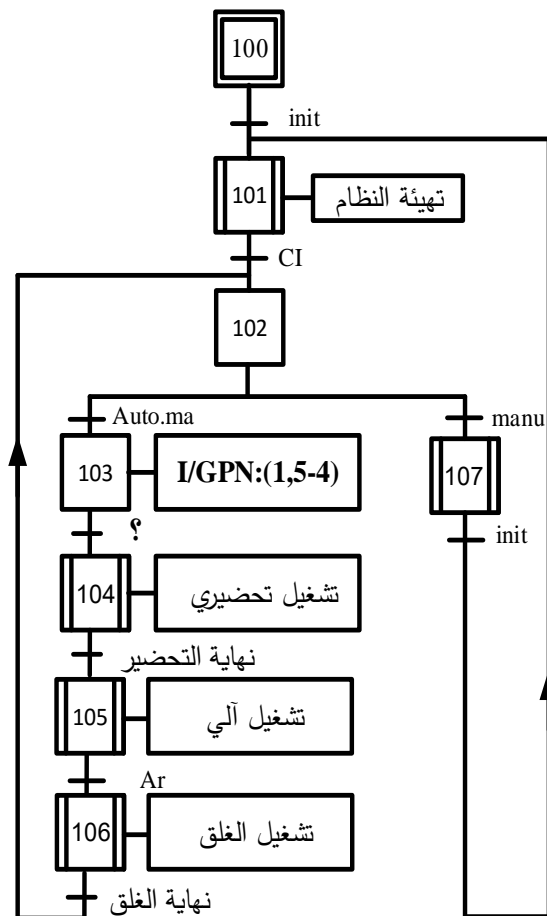 100
init
101
تهيئة النظام
CI
102
Auto.ma
manu
103
I/GPN:(1,5-4)
107
؟
init
104
تشغيل تحضيري
نهاية التحضير
105
تشغيل آلي
Ar
106
تشغيل الغلق
نهاية الغلق